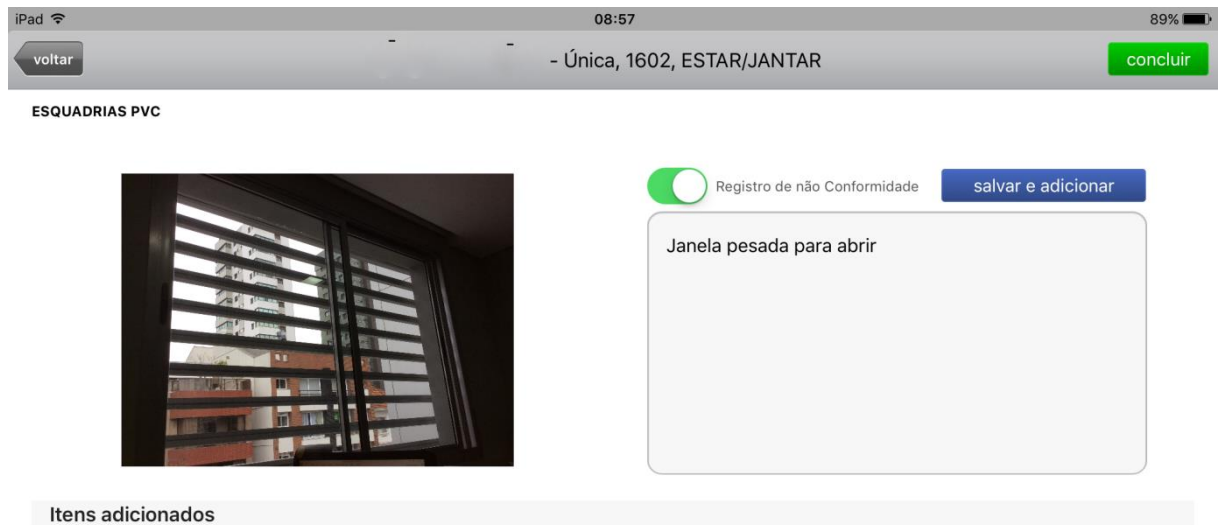 iPad 08:57 89%
voltar - - - Única, 1602, ESTAR/JANTAR concluir
ESQUADRIAS PVC
Registro de não Conformidade salvar e adicionar
Janela pesada para abrir
Itens adicionados